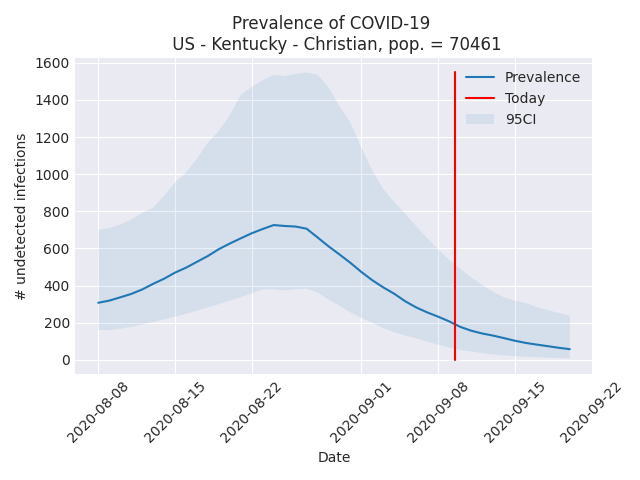 Prevalence of COVID-19
US - Kentucky - Christian, pop. = 70461
Prevalence
Today
95CI
# undetected infections
1600
1400
1200
1000
800
600
400
200
0
2020-08-08
2020-08-15
2020-08-22
2020-09-01
2020-09-08
2020-09-15
2020-09-22
Date